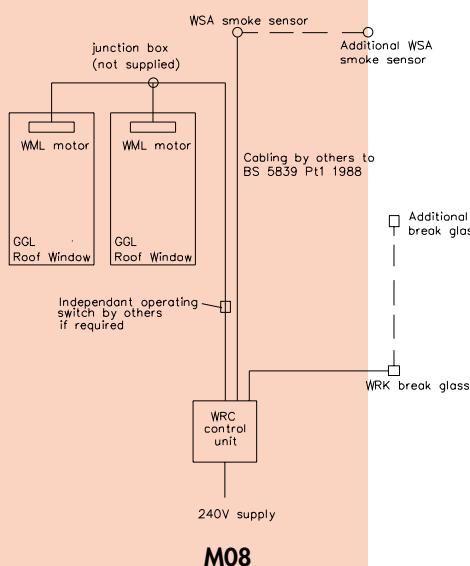 WSA smoke sensor
junction box
(not supplied)
Additional WSA
smoke sensor
WML motor
WML motor
Cabling by others to
BS 5839 Pt1 1988
Additional
break glas
GGL
Roof Window
GGL
Roof Window
Independant operating
switch by others
if required
WRK break glass
WRC
control
unit
240V supply
M08